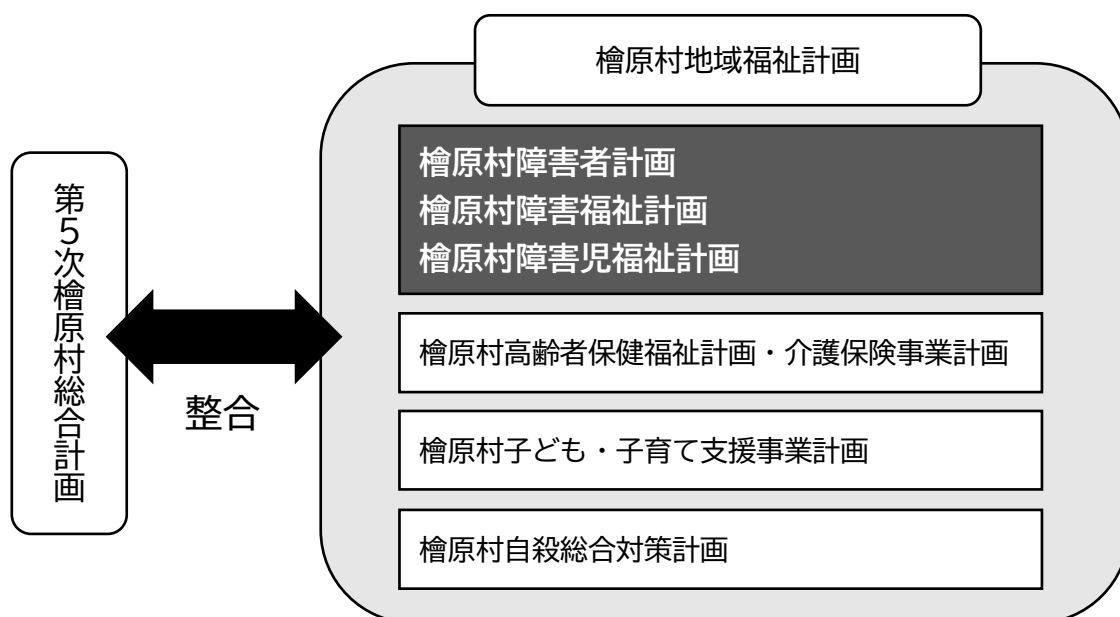 檜原村地域福祉計画
檜原村障害者計画
檜原村障害福祉計画
檜原村障害児福祉計画
第5次檜原村総合計画
整合
檜原村高齢者保健福祉計画・介護保険事業計画
檜原村子ども・子育て支援事業計画
檜原村自殺総合対策計画